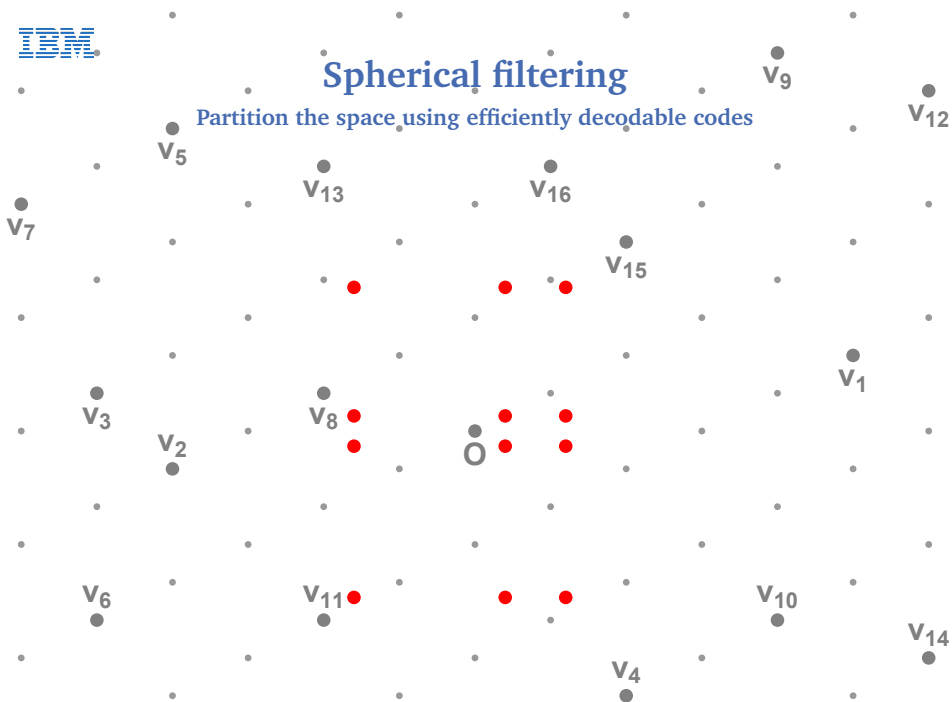 IBM
Spherical filtering
Partition the space using efficiently decodable codes
v9
v12
v5
v13
v16
v7
v15
v1
v3
v8
v2
O
v6
v11
v10
v14
v4